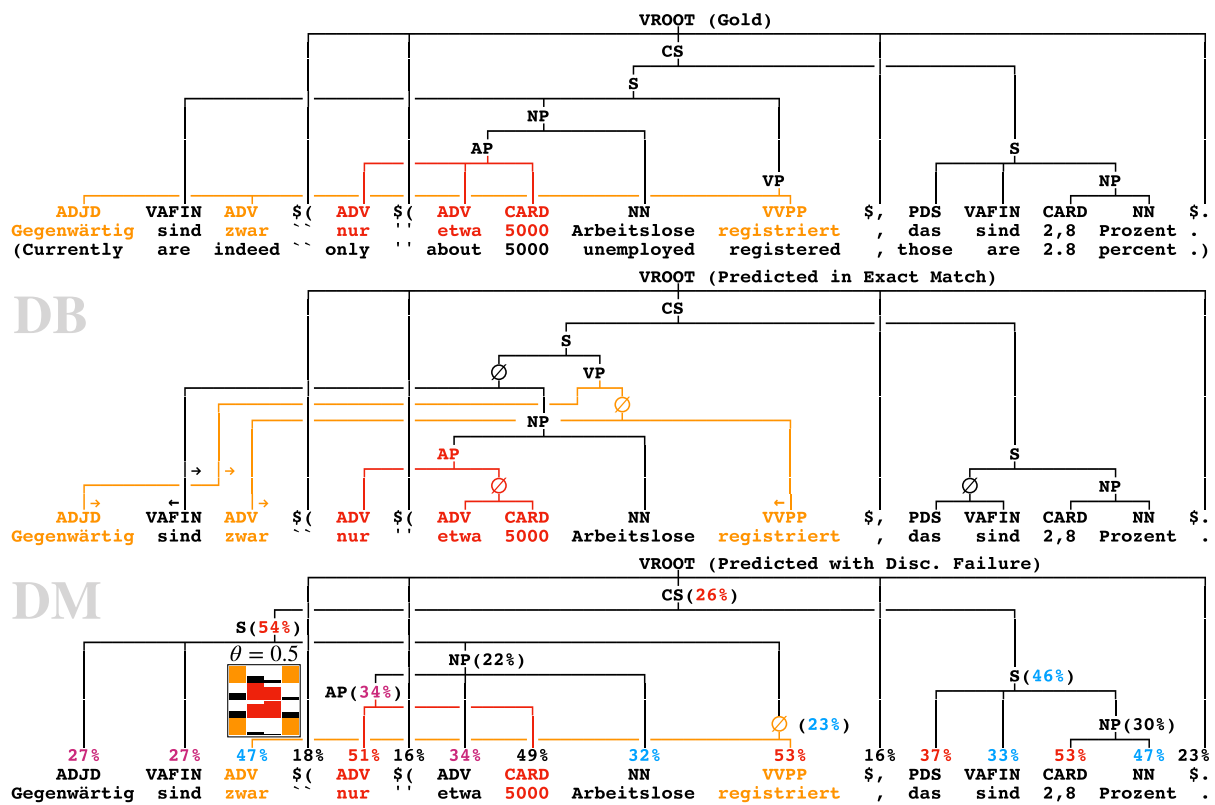 VROOT (Gold)
CS
S
NP
AP
S
VP
NP
ADJD VAFIN ADV $( ADV $( ADV CARD NN VVPP $, PDS VAFIN CARD NN $.
Gegenwärtig sind zwar `` nur '' etwa 5000 Arbeitslose registriert , das sind 2,8 Prozent .
(Currently are indeed `` only '' about 5000 unemployed registered , those are 2.8 percent .)
VROOT (Predicted in Exact Match)
DB
CS
S
∅ VP
∅
NP
AP S
→ →
∅ ∅ NP
→ ← → ←
ADJD VAFIN ADV $( ADV $( ADV CARD NN VVPP $, PDS VAFIN CARD NN $.
Gegenwärtig sind zwar `` nur '' etwa 5000 Arbeitslose registriert , das sind 2,8 Prozent .
VROOT (Predicted with Disc. Failure)
DM
CS(26%)
S(54%)
θ = 0.5
NP(22%)
S(46%)
AP(34%)
∅ (23%) NP(30%)
27% 27% 47% 18% 51% 16% 34% 49% 32% 53% 16% 37% 33% 53% 47% 23%
ADJD VAFIN ADV $( ADV $( ADV CARD NN VVPP $, PDS VAFIN CARD NN $.
Gegenwärtig sind zwar `` nur '' etwa 5000 Arbeitslose registriert , das sind 2,8 Prozent .